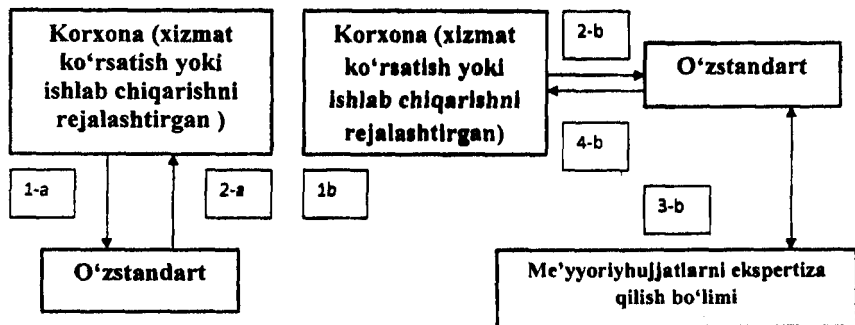 Korxona (xizmat
ko‘rsatish yoki
ishlab chiqarishni
rejalashtirgan )
1-a
2-a
O‘zstandart
Korxona (xizmat
ko‘rsatish yoki
ishlab chiqarishni
rejalashtirgan)
1b
2-b
4-b
O‘zstandart
3-b
Me’yyoriyhujjatlarni ekspertiza
qilish bo‘limi